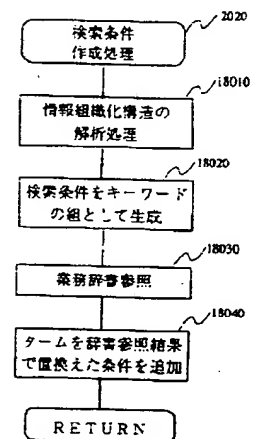 2020
検索条件
作成処理
18010
情報組織化構造の
解析処理
18020
検索条件をキーワード
の組として生成
18030
業務辞書参照
18040
タームを辞書参照結果
で置換えた条件を追加
RETURN